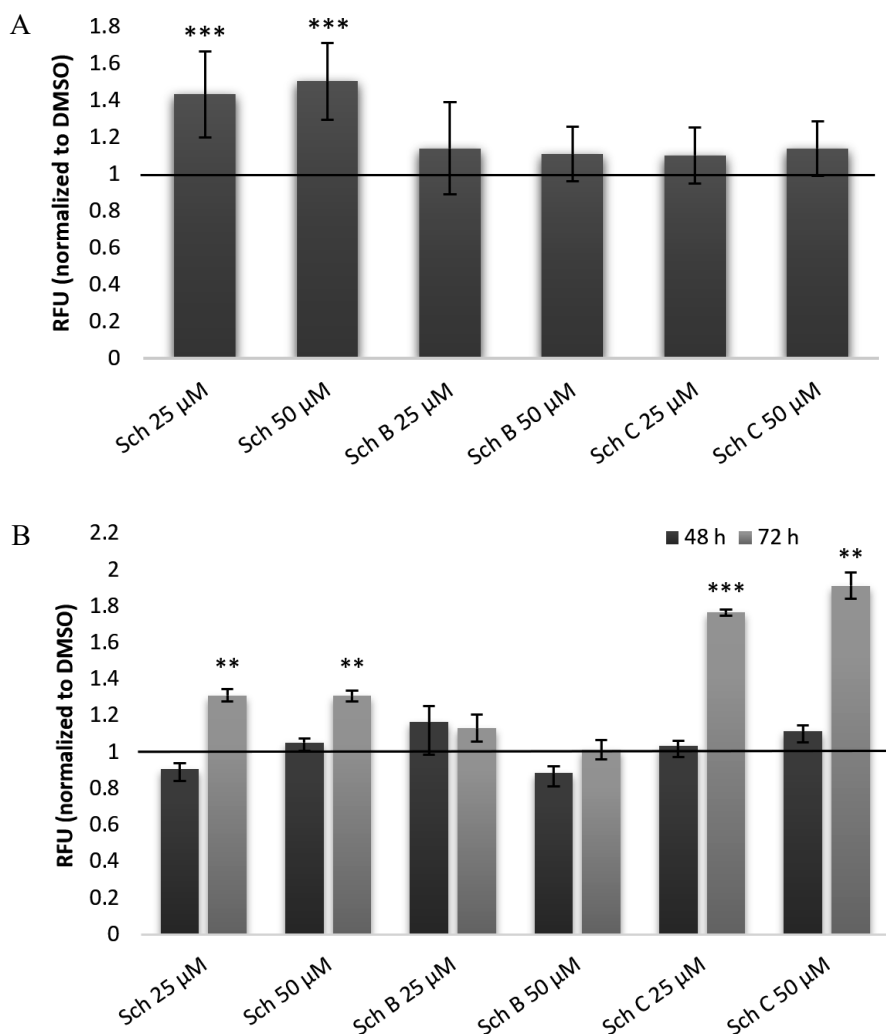 A
RFU (normalized to DMSO)
1.8
1.6
1.4
1.2
1
0.8
0.6
0.4
0.2
0
***
***
Sch 25 µM
Sch 50 µM
Sch B 25 µM
Sch B 50 µM
Sch C 25 µM
Sch C 50 µM
B
RFU (normalized to DMSO)
2.2
2
1.8
1.6
1.4
1.2
1
0.8
0.6
0.4
0.2
0
48 h
72 h
**
**
***
**
Sch 25 µM
Sch 50 µM
Sch B 25 µM
Sch B 50 µM
Sch C 25 µM
Sch C 50 µM